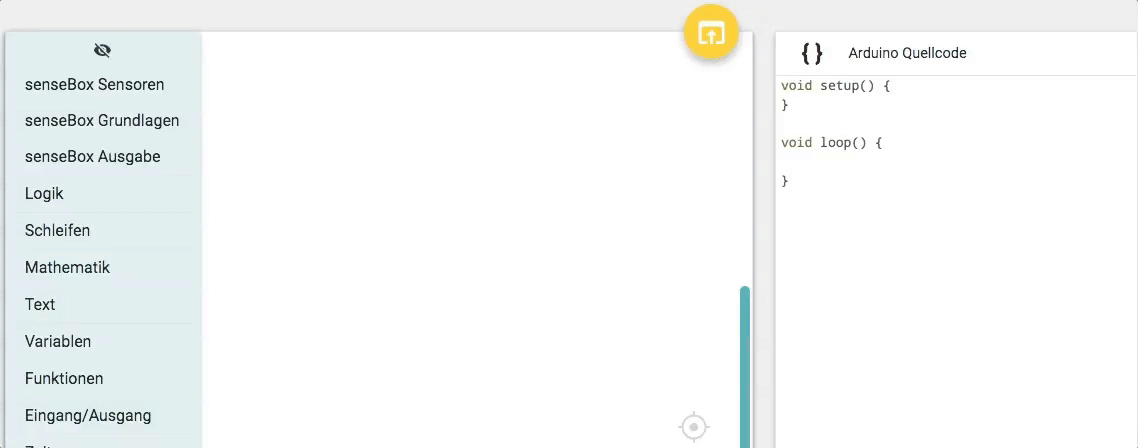 senseBox Sensoren
senseBox Grundlagen
senseBox Ausgabe
Logik
Schleifen
Mathematik
Text
Variablen
Funktionen
Eingang/Ausgang
{} Arduino Quellcode
void setup() {
}
void loop() {
}